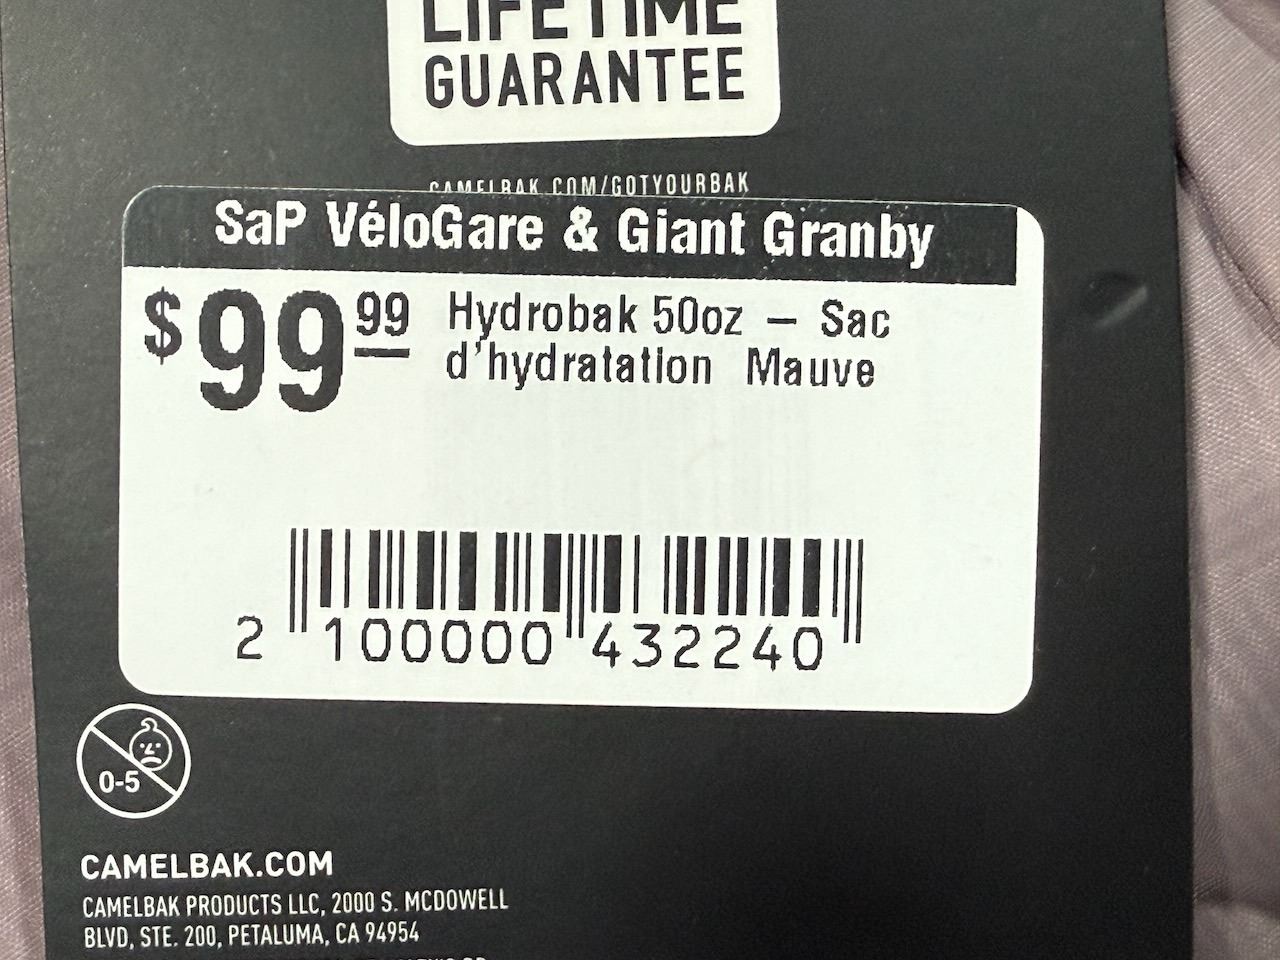 LIFETIME
GUARANTEE
CAMELBAK.COM/GOTYOURBAK
SaP VéloGare & Giant Granby
$99.99 Hydrobak 50oz – Sac
d'hydratation Mauve
2 100000 432240
0-5
CAMELBAK.COM
CAMELBAK PRODUCTS LLC, 2000 S. MCDOWELL
BLVD, STE. 200, PETALUMA, CA 94954